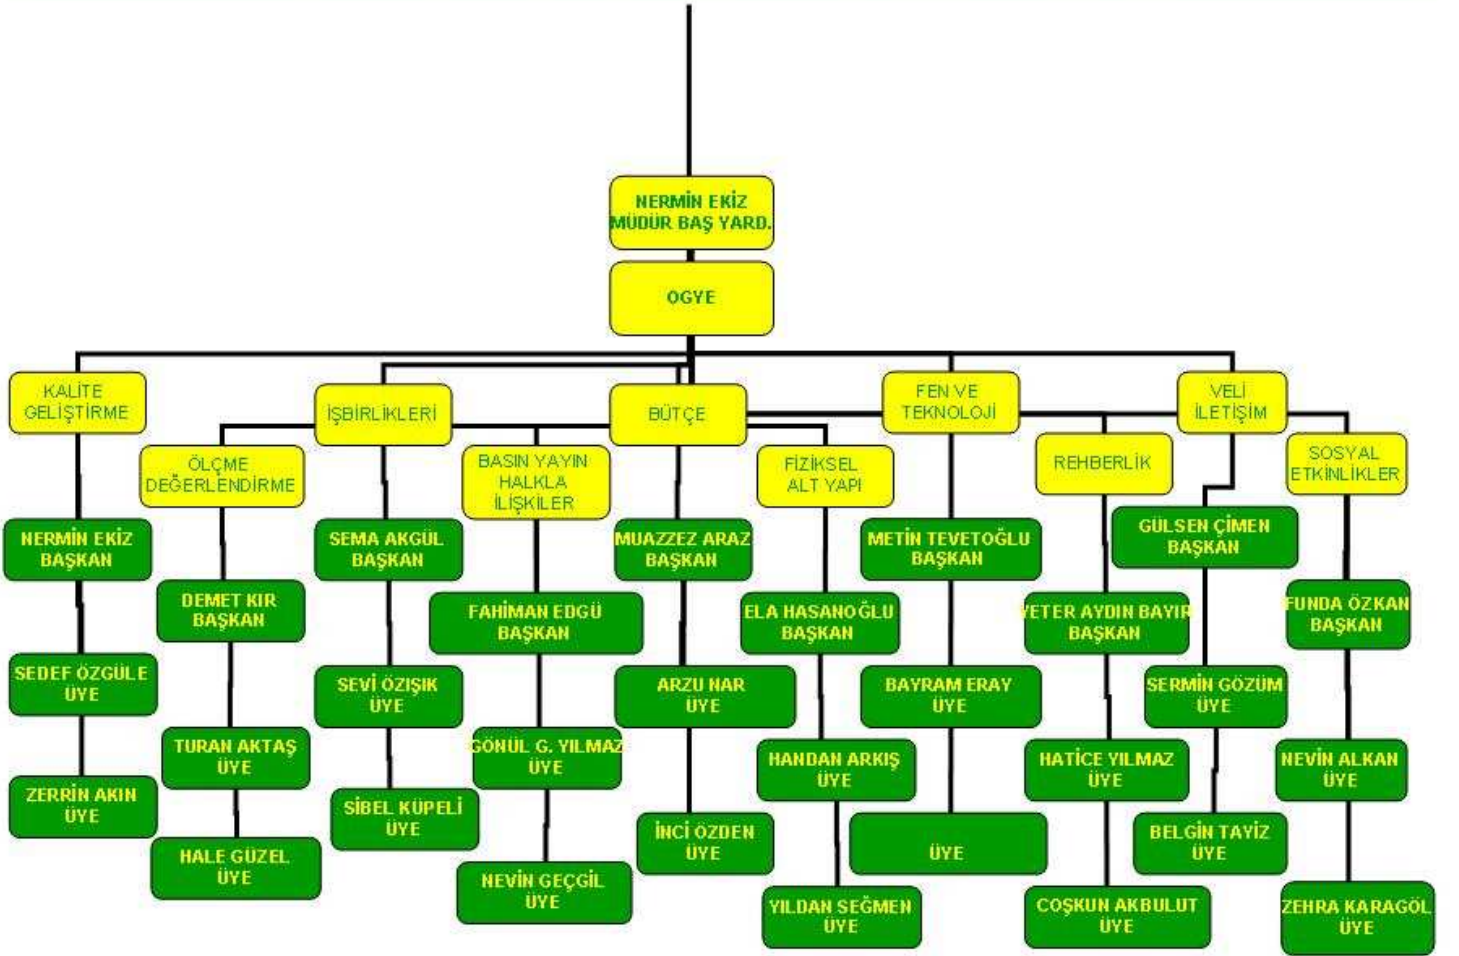 NERMİN EKİZ
MÜDÜR BAŞ YARD.
OGYE
KALİTE
GELİŞTİRME
NERMİN EKİZ
BAŞKAN
SEDEF ÖZGÜLE
ÜYE
ZERRİN AKIN
ÜYE
ÖLÇME
DEĞERLENDİRME
DEMET KIR
BAŞKAN
TURAN AKTAŞ
ÜYE
HALE GÜZEL
ÜYE
İŞBİRLİKLERİ
SEMA AKGÜL
BAŞKAN
SEVİ ÖZIŞIK
ÜYE
SİBEL KÜPELİ
ÜYE
BASIN YAYIN
HALKLA
İLİŞKİLER
FAHİMAN EDGÜ
BAŞKAN
GÖNÜL G. YILMAZ
ÜYE
NEVİN GEÇGİL
ÜYE
BÜTÇE
MUAZZEZ ARAZ
BAŞKAN
ARZU NAR
ÜYE
İNCİ ÖZDEN
ÜYE
FİZİKSEL
ALT YAPI
ELA HASANOĞLU
BAŞKAN
HANDAN ARKIŞ
ÜYE
YILDAN SEĞMEN
ÜYE
FEN VE
TEKNOLOJİ
METİN TEVETOĞLU
BAŞKAN
BAYRAM ERAY
ÜYE
ÜYE
REHBERLİK
YETER AYDIN BAYIR
BAŞKAN
HATİCE YILMAZ
ÜYE
COŞKUN AKBULUT
ÜYE
VELİ
İLETİŞİM
GÜLSEN ÇİMEN
BAŞKAN
SERMİN GÖZÜM
ÜYE
BELGİN TAYİZ
ÜYE
SOSYAL
ETKİNLİKLER
FUNDA ÖZKAN
BAŞKAN
NEVİN ALKAN
ÜYE
ZEHRA KARAGÖL
ÜYE